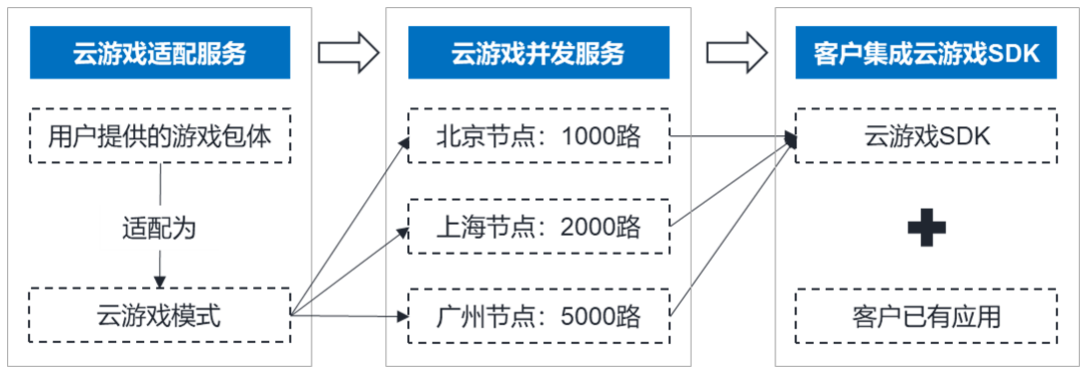 云游戏适配服务
用户提供的游戏包体
适配为
云游戏模式
云游戏并发服务
北京节点：1000路
上海节点：2000路
广州节点：5000路
客户集成云游戏SDK
云游戏SDK
客户已有应用